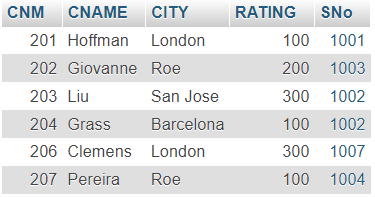 CNM CNAME CITY RATING SNo
201 Hoffman London 100 1001
202 Giovanne Roe 200 1003
203 Liu San Jose 300 1002
204 Grass Barcelona 100 1002
206 Clemens London 300 1007
207 Pereira Roe 100 1004